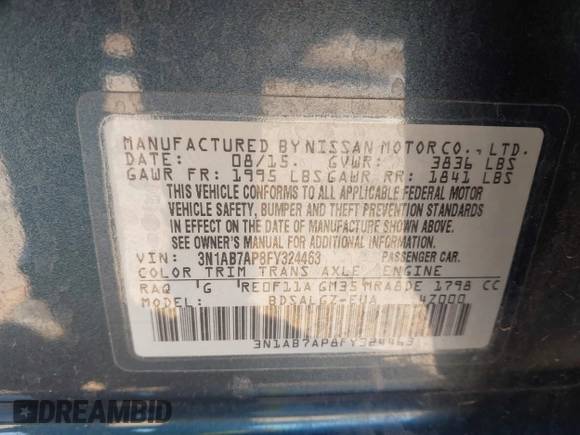 MANUFACTURED BY NISSAN MOTOR CO., LTD.
DATE: 08/15. GVWR: 3836 LBS
GAWR FR: 1995 LBS GAWR RR: 1841 LBS
THIS VEHICLE CONFORMS TO ALL APPLICABLE FEDERAL MOTOR
VEHICLE SAFETY, BUMPER AND THEFT PREVENTION STANDARDS
IN EFFECT ON THE DATE OF MANUFACTURE SHOWN ABOVE.
SEE OWNER'S MANUAL FOR ADDITIONAL INFORMATION.
VIN: 3N1AB7AP8FY324463 PASSENGER CAR.
COLOR TRIM TRANS AXLE ENGINE
RAQ G RE0F11A GM35 MRA8DE 1798 CC
MODEL: BDSALGZ-EUA 4Z000
3N1AB7AP8FY324463
DREAMBID